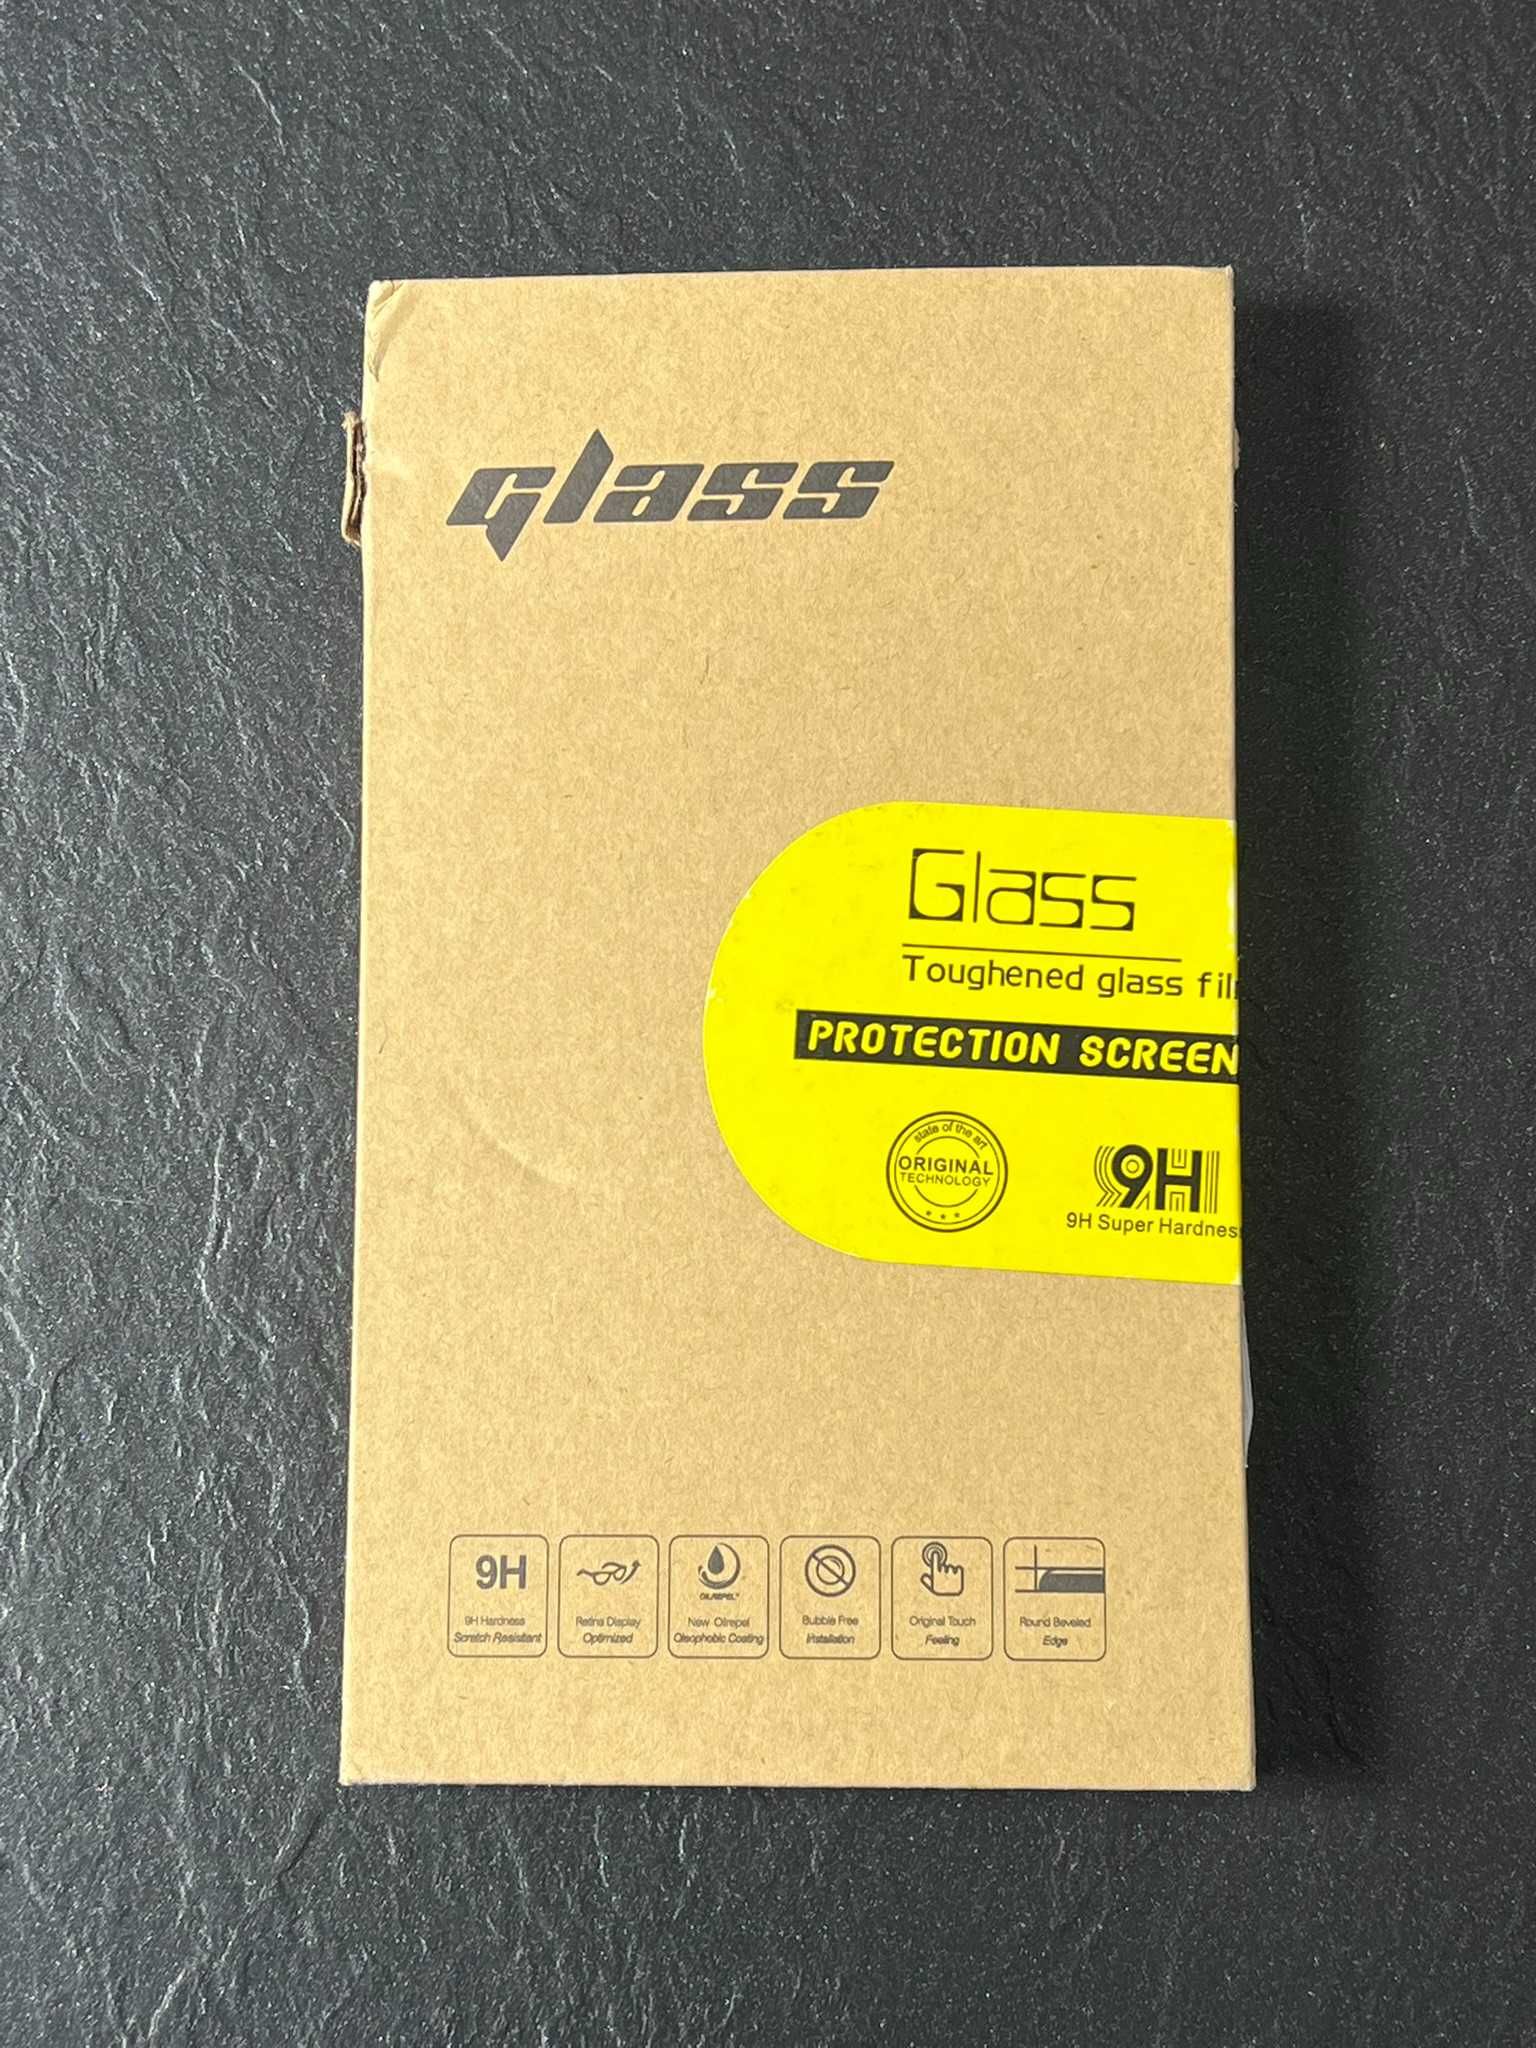 glass
Glass
Toughened glass fil
PROTECTION SCREEN
state of the art
ORIGINAL
TECHNOLOGY
9H
9H Super Hardnes
9H
9H Hardness
Scratch Resistant
Retina Display
Optimized
OILREPEL
New Oilrepel
Oleophobic Coating
Bubble Free
Installation
Original Touch
Feeling
Round Beveled
Edge